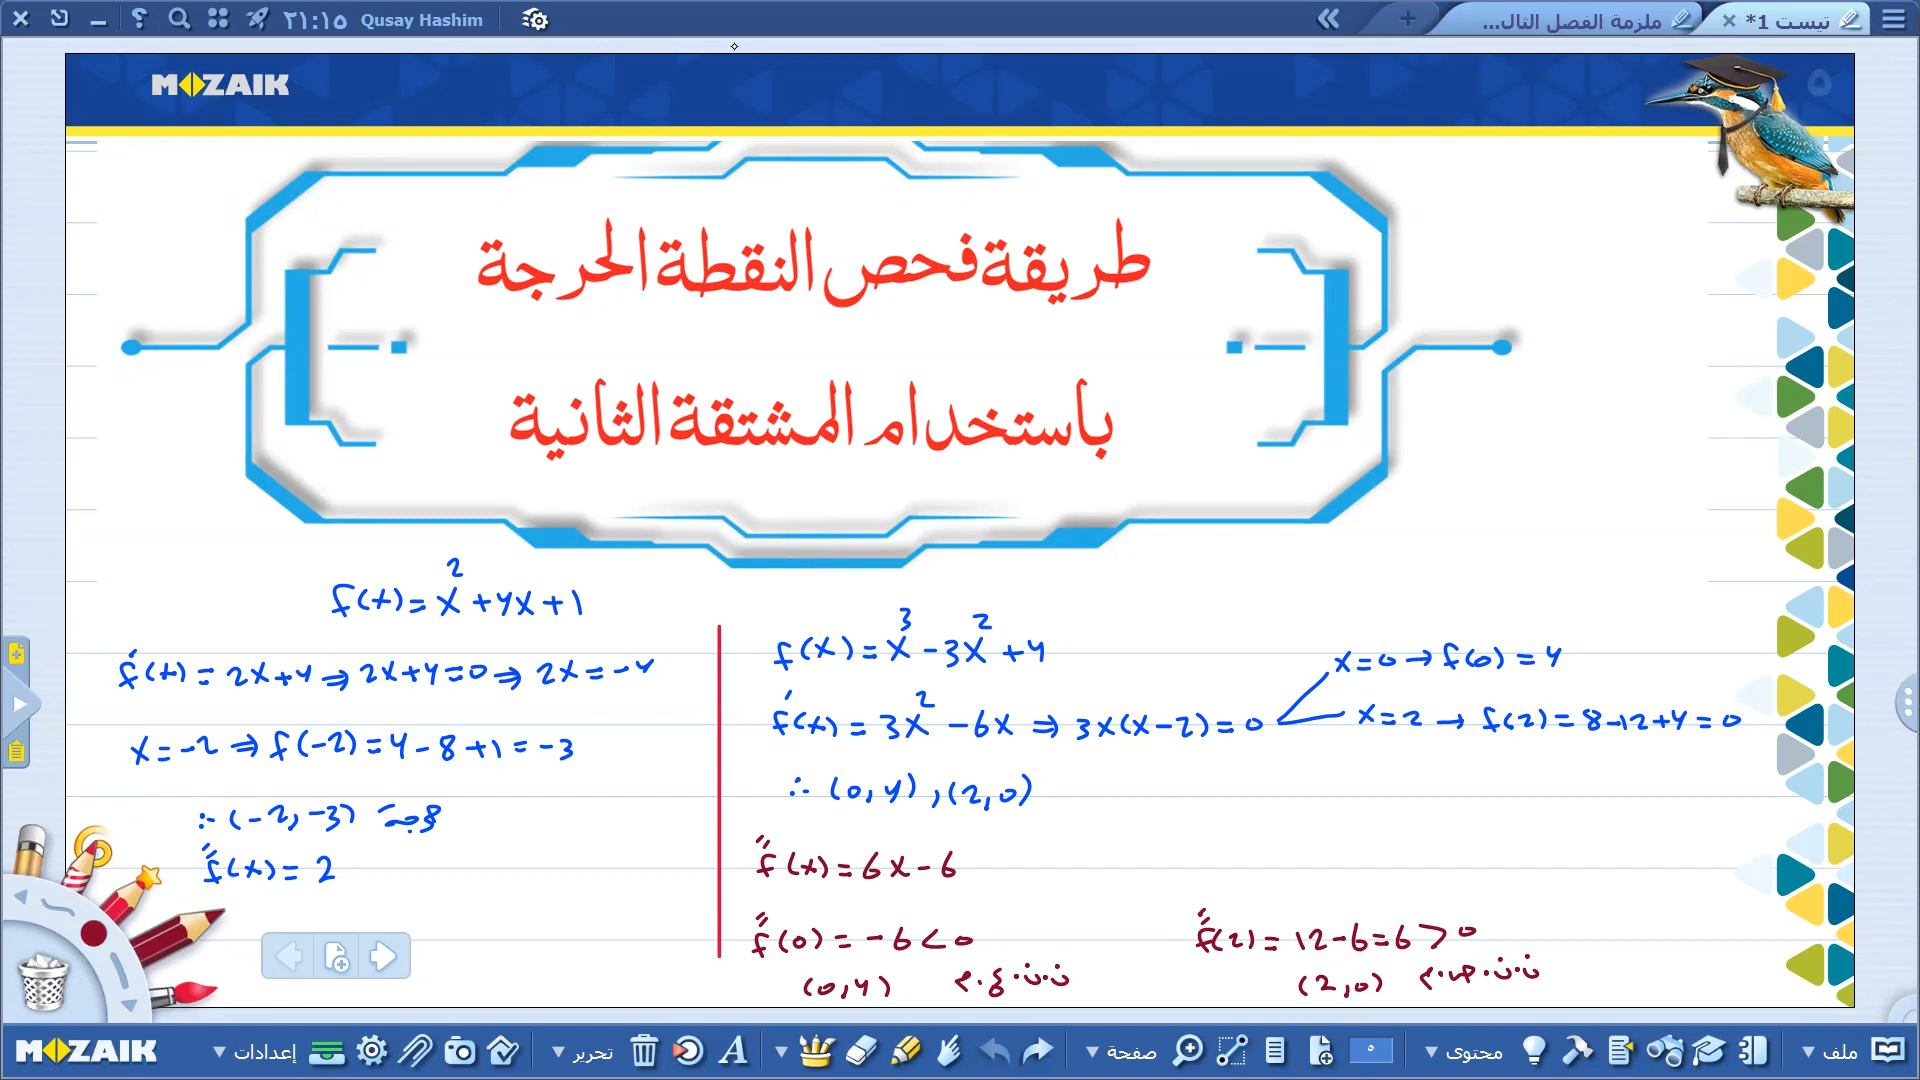 ٢١:١٥ Qusay Hashim
ملزمة الفصل الثال...
تيست 1*
MOZAIK
٥
طريقة فحص النقطة الحرجة
باستخدام المشتقة الثانية
f(x) = x² + 4x + 1
f́(x) = 2x + 4 ⇒ 2x + 4 = 0 ⇒ 2x = -4
x = -2 ⇒ f(-2) = 4 - 8 + 1 = -3
∴ (-2, -3) حرجة
f̋(x) = 2
f(x) = x³ - 3x² + 4
f́(x) = 3x² - 6x ⇒ 3x(x - 2) = 0
x = 0 → f(0) = 4
x = 2 → f(2) = 8 - 12 + 4 = 0
∴ (0, 4), (2, 0)
f̋(x) = 6x - 6
f̋(0) = -6 < 0
(0, 4) ن.ن.ع.م
f̋(2) = 12 - 6 = 6 > 0
(2, 0) ن.ن.ص.م
MOZAIK
إعدادات
تحرير
صفحة
٥
محتوى
ملف